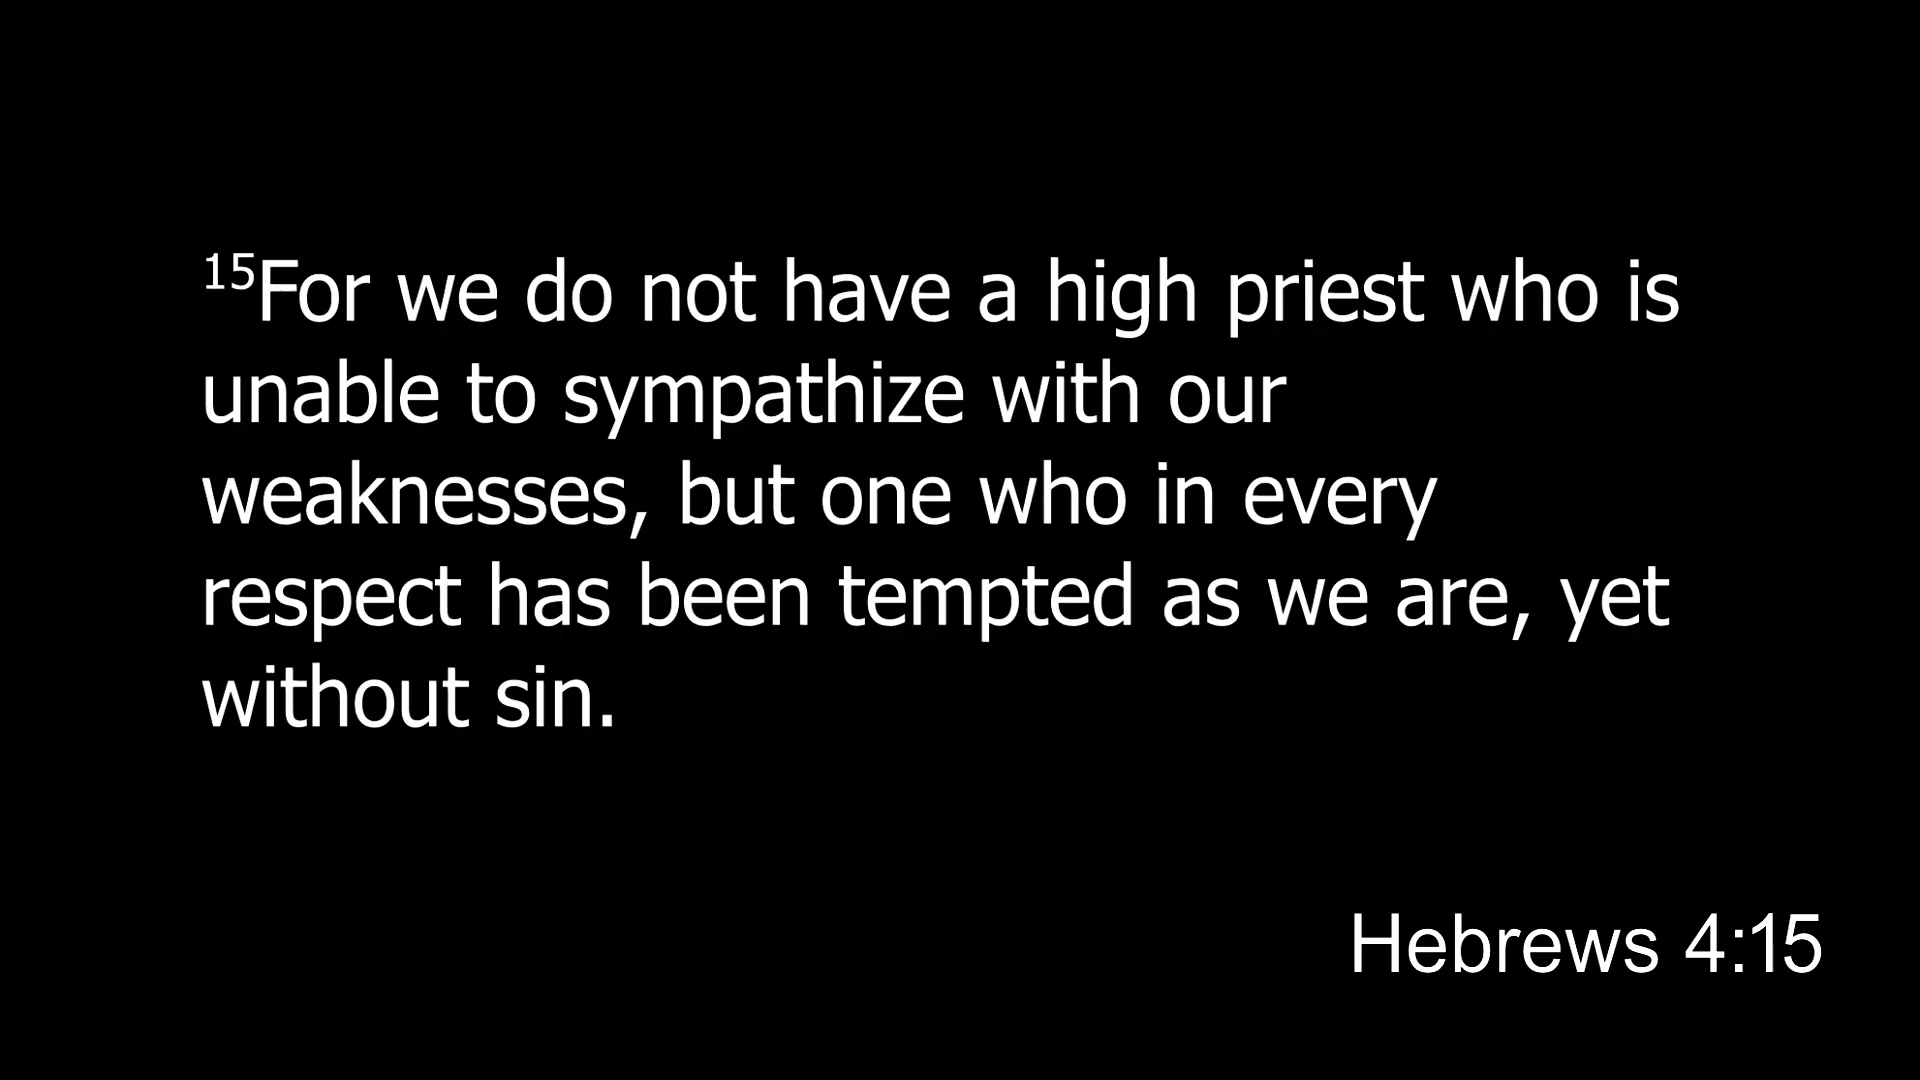 15For we do not have a high priest who is
unable to sympathize with our
weaknesses, but one who in every
respect has been tempted as we are, yet
without sin.
Hebrews 4:15